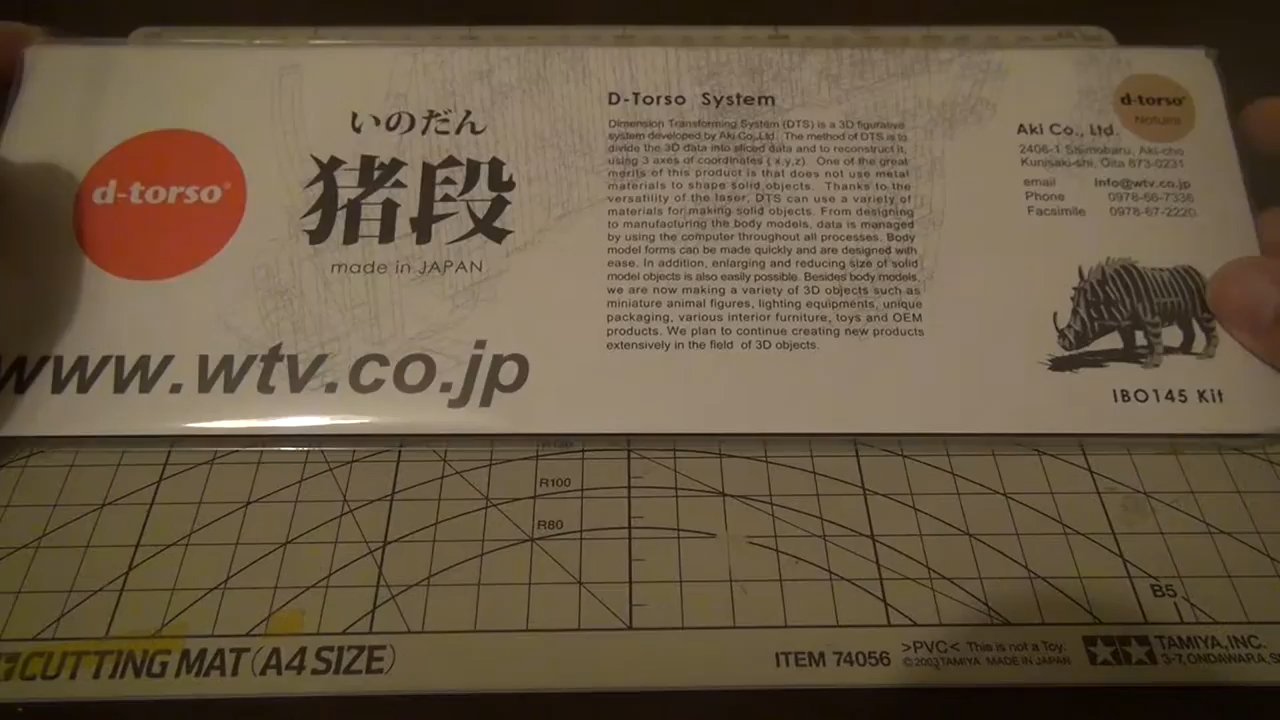 d-torso®
いのだん
猪段
made in JAPAN
www.wtv.co.jp
D-Torso System
Dimension Transforming System (DTS) is a 3D figurative
system developed by Aki Co.,Ltd. The method of DTS is to
divide the 3D data into sliced data and to reconstruct it,
using 3 axes of coordinates ( x,y,z). One of the great
merits of this product is that does not use metal
materials to shape solid objects. Thanks to the
versatility of the laser, DTS can use a variety of
materials for making solid objects. From designing
to manufacturing the body models, data is managed
by using the computer throughout all processes. Body
model forms can be made quickly and are designed with
ease. In addition, enlarging and reducing size of solid
model objects is also easily possible. Besides body models,
we are now making a variety of 3D objects such as
miniature animal figures, lighting equipments, unique
packaging, various interior furniture, toys and OEM
products. We plan to continue creating new products
extensively in the field of 3D objects.
d-torso®
Nature
Aki Co., Ltd.
2406-1 Shimobaru, Aki-cho
Kunisaki-shi, Oita 873-0231
email info@wtv.co.jp
Phone 0978-66-7336
Facsimile 0978-67-2220
IBO145 Kit
R100
R80
B5
CUTTING MAT (A4 SIZE)
ITEM 74056
>PVC< This is not a Toy.
©2003 TAMIYA MADE IN JAPAN
TAMIYA, INC.
3-7, ONDAWARA,